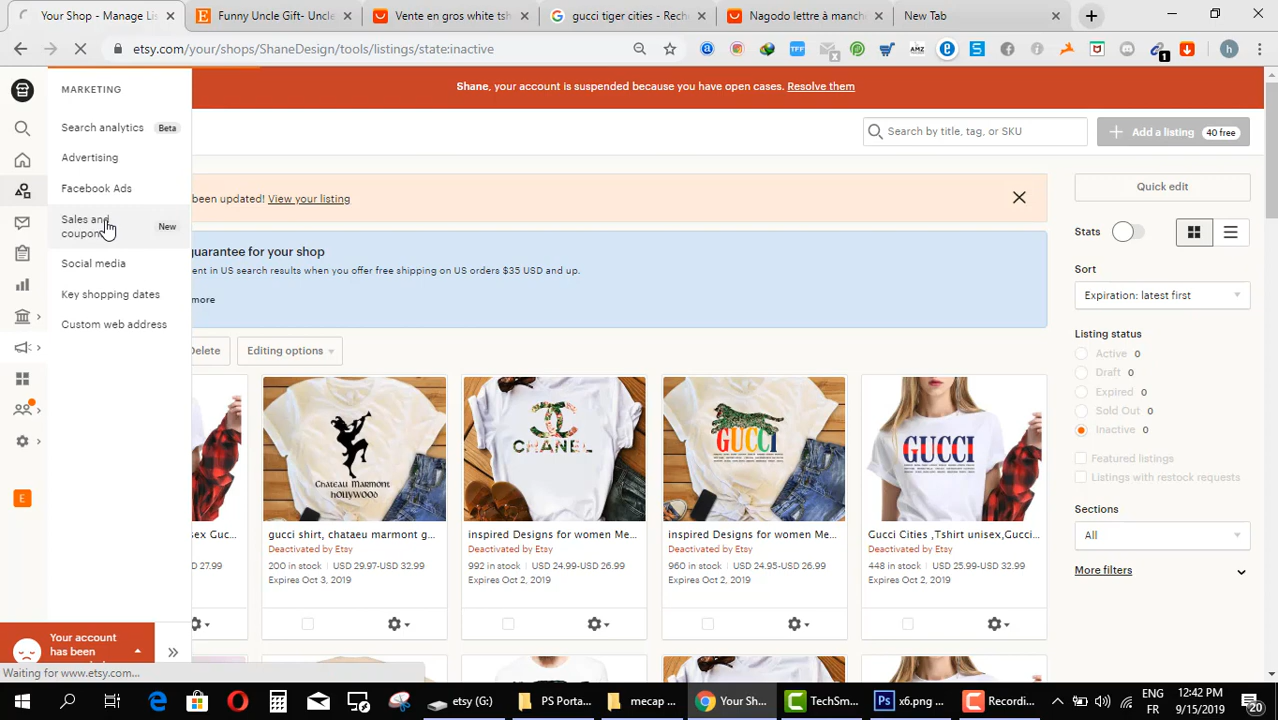 Your Shop - Manage Lis
Funny Uncle Gift- Uncle
Vente en gros white tsh
gucci tiger cities - Reche
Nagodo lettre à manch
New Tab
etsy.com/your/shops/ShaneDesign/tools/listings/state:inactive
MARKETING
Search analytics Beta
Advertising
Facebook Ads
Sales and coupon New
Social media
Key shopping dates
Custom web address
Shane, your account is suspended because you have open cases. Resolve them
Search by title, tag, or SKU
Add a listing 40 free
been updated! View your listing
Quick edit
guarantee for your shop
ent in US search results when you offer free shipping on US orders $35 USD and up.
more
Stats
Sort
Expiration: latest first
Listing status
Active 0
Draft 0
Expired 0
Sold Out 0
Inactive 0
Featured listings
Listings with restock requests
Sections
All
More filters
Delete
Editing options
CHATEAU MARMONT
HOLLYWOOD
CHANEL
GUCCI
GUCCI
sex Guc...
SD 27.99
gucci shirt, chataeu marmont g...
Deactivated by Etsy
200 in stock USD 29.97-USD 32.99
Expires Oct 3, 2019
inspired Designs for women Me...
Deactivated by Etsy
992 in stock USD 24.99-USD 26.99
Expires Oct 2, 2019
inspired Designs for women Me...
Deactivated by Etsy
960 in stock USD 24.95-USD 26.99
Expires Oct 2, 2019
Gucci Cities ,Tshirt unisex,Gucci...
Deactivated by Etsy
448 in stock USD 25.99-USD 32.99
Expires Oct 2, 2019
Your account
has been
Waiting for www.etsy.com...
etsy (G:)
PS Porta...
mecap ...
Your Sh...
TechSm...
x6.png ...
Recordi...
ENG
FR
12:42 PM
9/15/2019
20